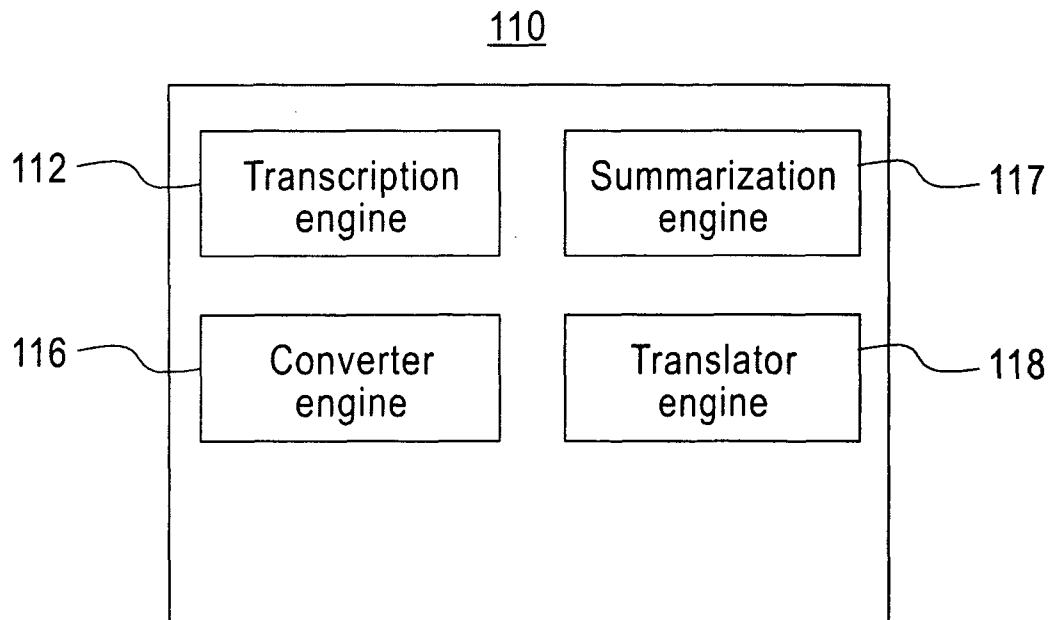 110
112
Transcription
engine
Summarization
engine
117
116
Converter
engine
Translator
engine
118